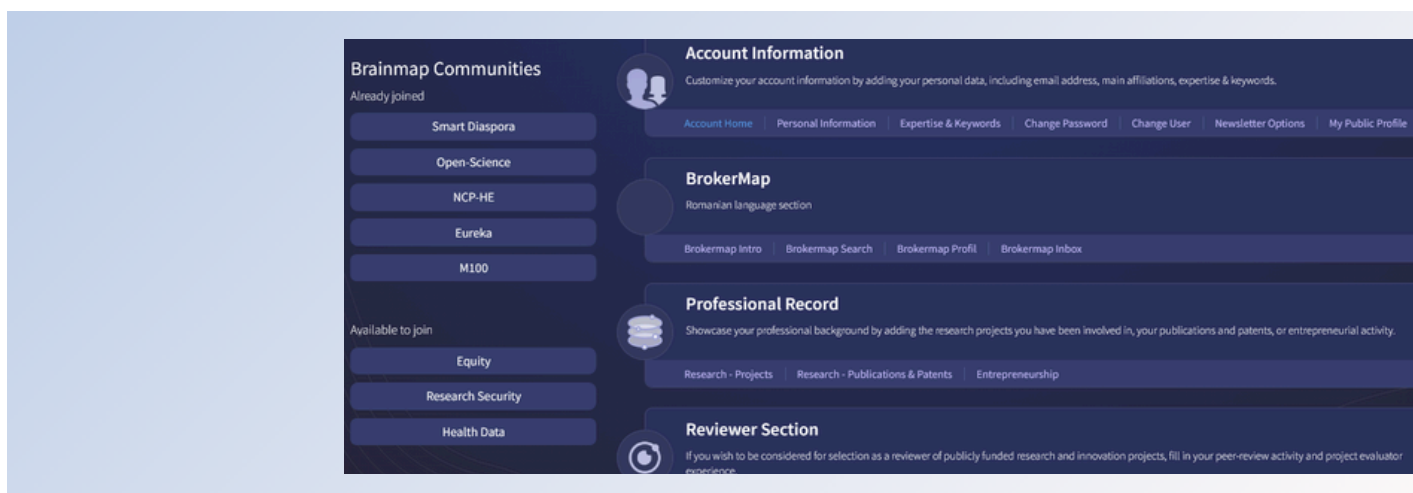 Brainmap Communities
Already joined
Smart Diaspora
Open-Science
NCP-HE
Eureka
M100
Available to join
Equity
Research Security
Health Data
Account Information
Customize your account information by adding your personal data, including email address, main affiliations, expertise & keywords.
Account Home | Personal Information | Expertise & Keywords | Change Password | Change User | Newsletter Options | My Public Profile
BrokerMap
Romanian language section
Brokermap Intro | Brokermap Search | Brokermap Profil | Brokermap Inbox
Professional Record
Showcase your professional background by adding the research projects you have been involved in, your publications and patents, or entrepreneurial activity.
Research - Projects | Research - Publications & Patents | Entrepreneurship
Reviewer Section
If you wish to be considered for selection as a reviewer of publicly funded research and innovation projects, fill in your peer-review activity and project evaluator
experience.